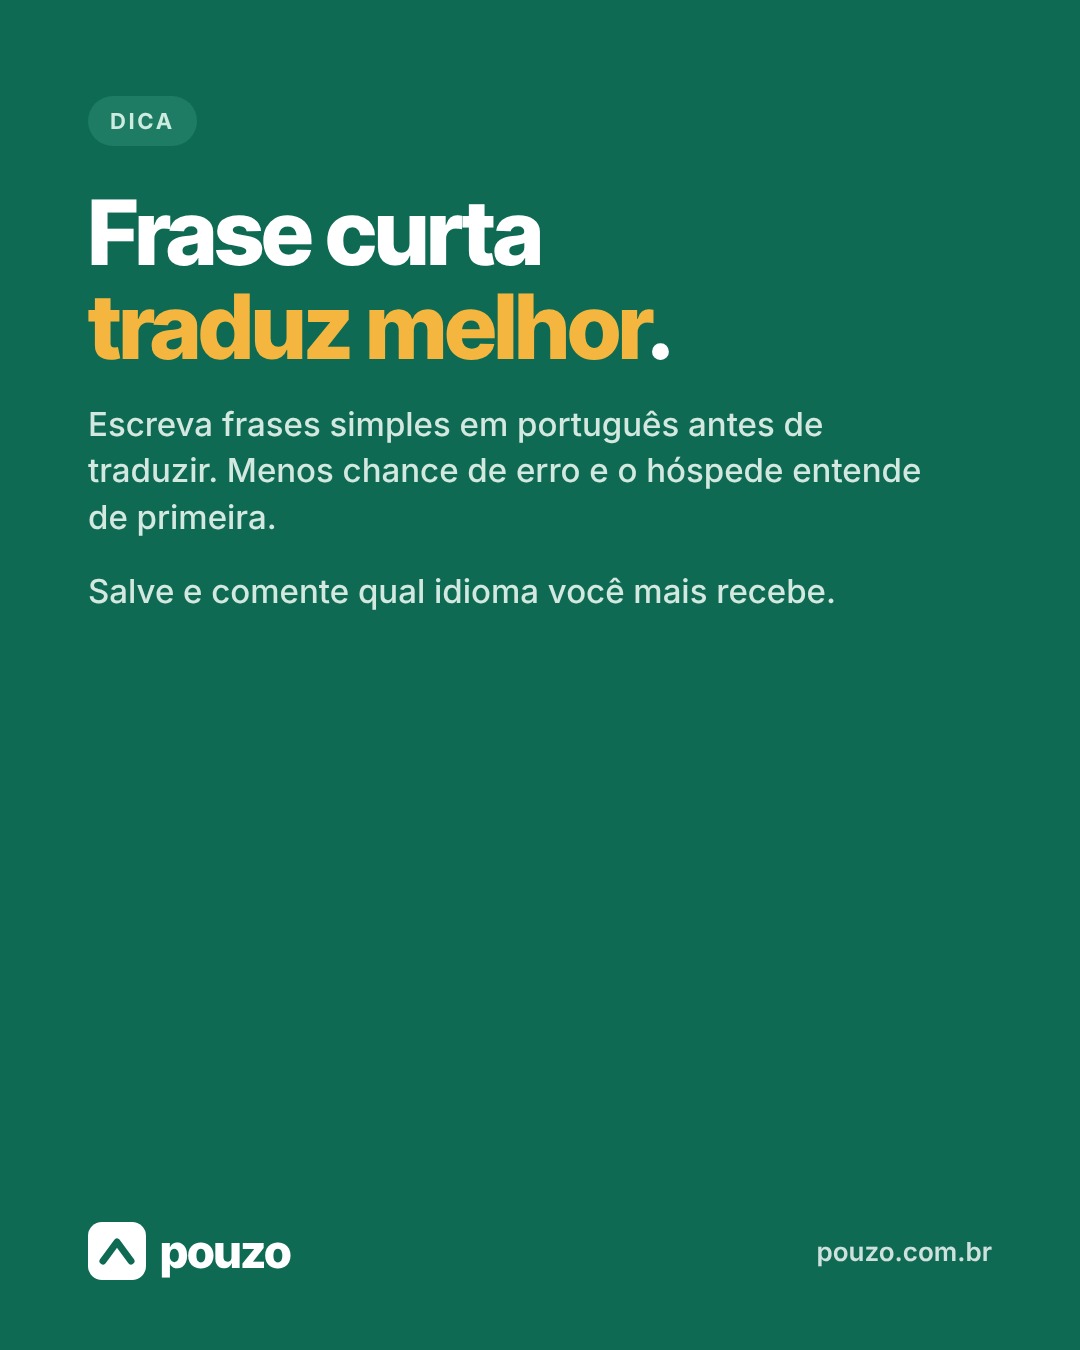 DICA
Frase curta
traduz melhor.
Escreva frases simples em português antes de
traduzir. Menos chance de erro e o hóspede entende
de primeira.
Salve e comente qual idioma você mais recebe.
pouzo
pouzo.com.br